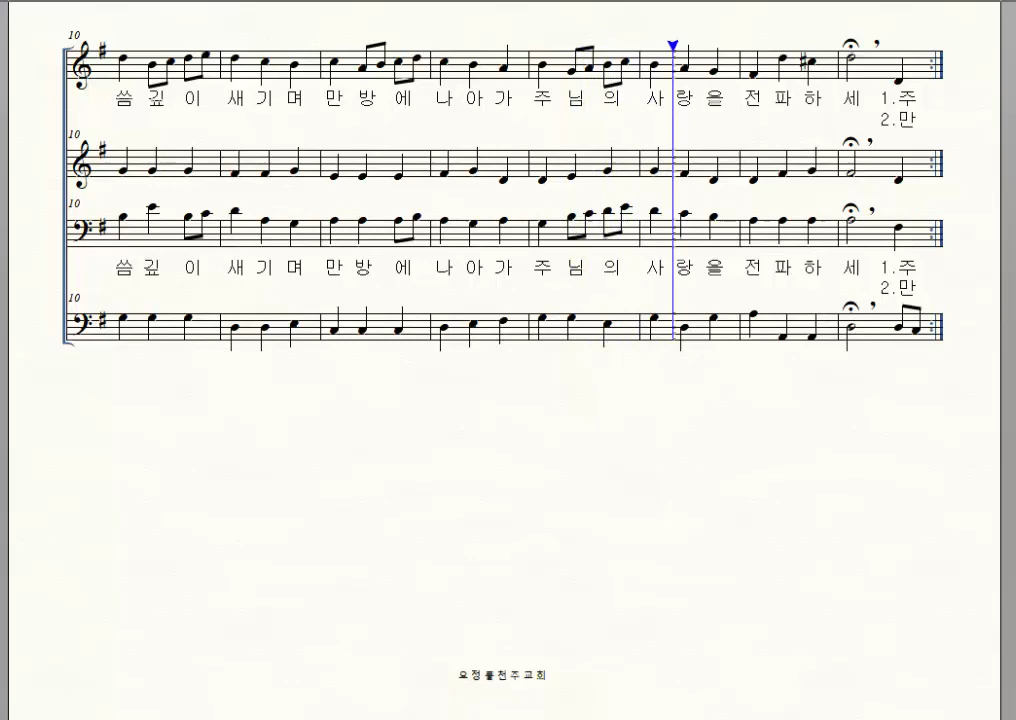 10
씀 깊 이 새 기 며 만 방 에 나 아 가 주 님 의 사 랑 을 전 파 하 세 1.주
2.만
10
10
씀 깊 이 새 기 며 만 방 에 나 아 가 주 님 의 사 랑 을 전 파 하 세 1.주
2.만
10
천주교회